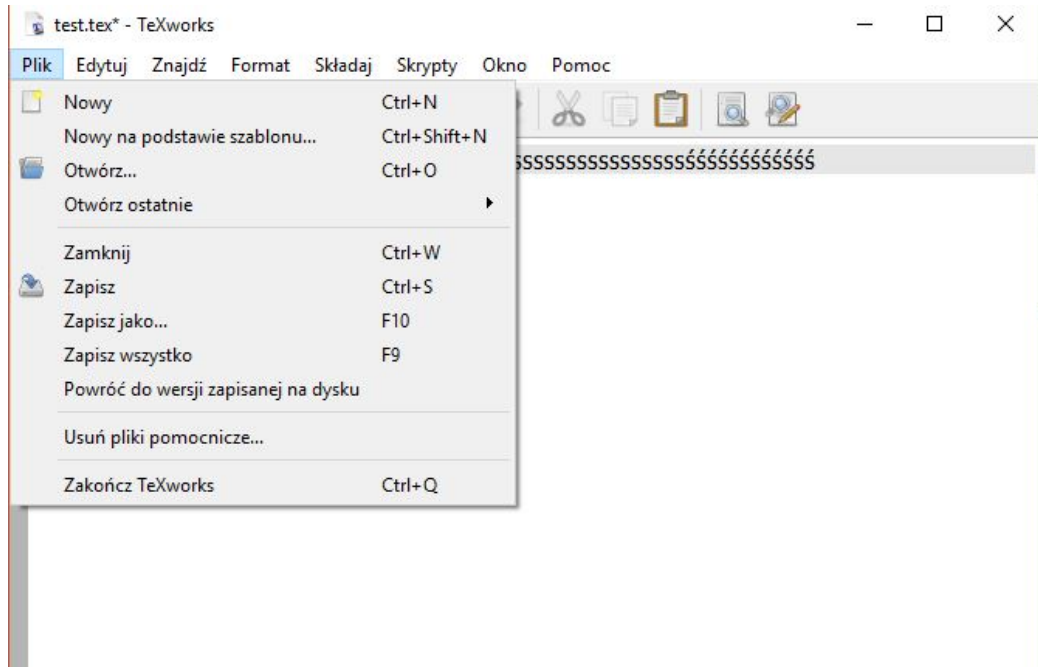 test.tex* - TeXworks
Plik Edytuj Znajdź Format Składaj Skrypty Okno Pomoc
Nowy Ctrl+N
Nowy na podstawie szablonu... Ctrl+Shift+N
Otwórz... Ctrl+O
Otwórz ostatnie
Zamknij Ctrl+W
Zapisz Ctrl+S
Zapisz jako... F10
Zapisz wszystko F9
Powróć do wersji zapisanej na dysku
Usuń pliki pomocnicze...
Zakończ TeXworks Ctrl+Q